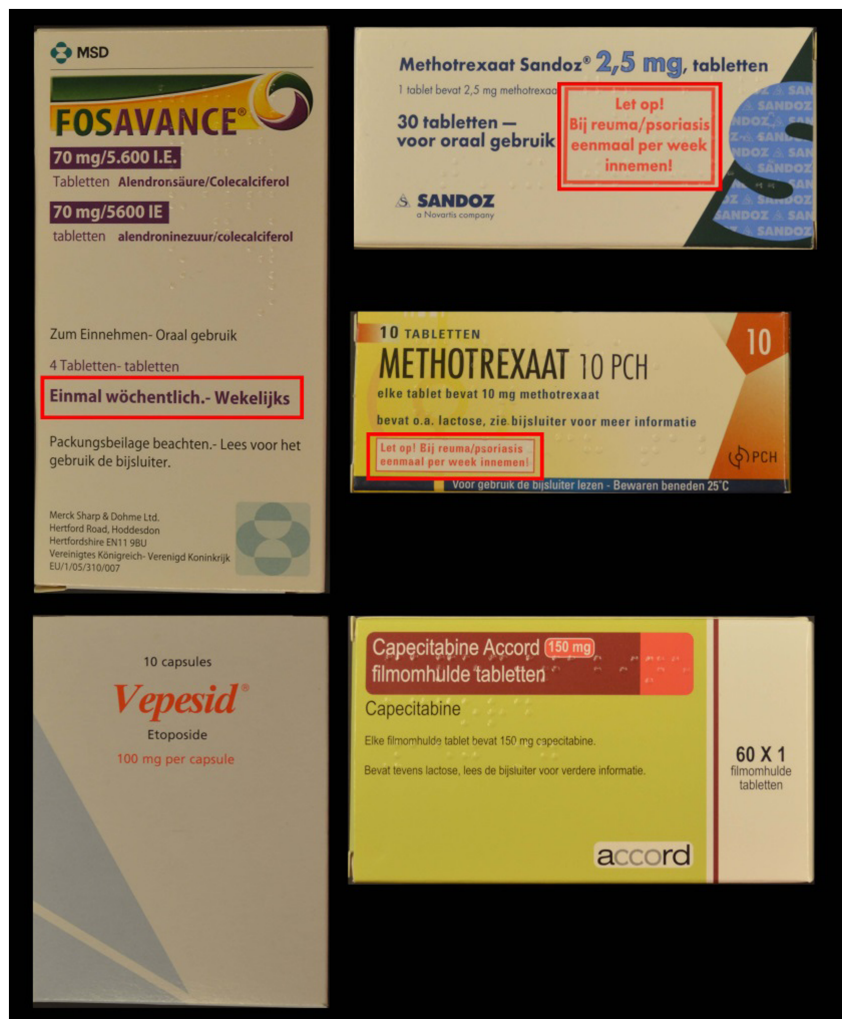 MSD
FOSAVANCE®
70 mg/5.600 I.E.
Tabletten Alendronsäure/Colecalciferol
70 mg/5600 IE
tabletten alendroninezuur/colecalciferol
Zum Einnehmen- Oraal gebruik
4 Tabletten- tabletten
Einmal wöchentlich.- Wekelijks
Packungsbeilage beachten.- Lees voor het
gebruik de bijsluiter.
Merck Sharp & Dohme Ltd.
Hertford Road, Hoddesdon
Hertfordshire EN11 9BU
Vereinigtes Königreich- Verenigd Koninkrijk
EU/1/05/310/007
Methotrexaat Sandoz® 2,5 mg, tabletten
1 tablet bevat 2,5 mg methotrexaa
30 tabletten —
voor oraal gebruik
Let op!
Bij reuma/psoriasis
eenmaal per week
innemen!
SANDOZ
a Novartis company
SANDOZ
SANDOZ
SANDOZ
10 TABLETTEN
METHOTREXAAT 10 PCH
10
elke tablet bevat 10 mg methotrexaat
bevat o.a. lactose, zie bijsluiter voor meer informatie
Let op! Bij reuma/psoriasis
eenmaal per week innemen!
PCH
Voor gebruik de bijsluiter lezen - Bewaren beneden 25°C
10 capsules
Vepesid®
Etoposide
100 mg per capsule
Capecitabine Accord 150 mg
filmomhulde tabletten
Capecitabine
Elke filmomhulde tablet bevat 150 mg capecitabine.
Bevat tevens lactose, lees de bijsluiter voor verdere informatie.
accord
60 X 1
filmomhulde
tabletten